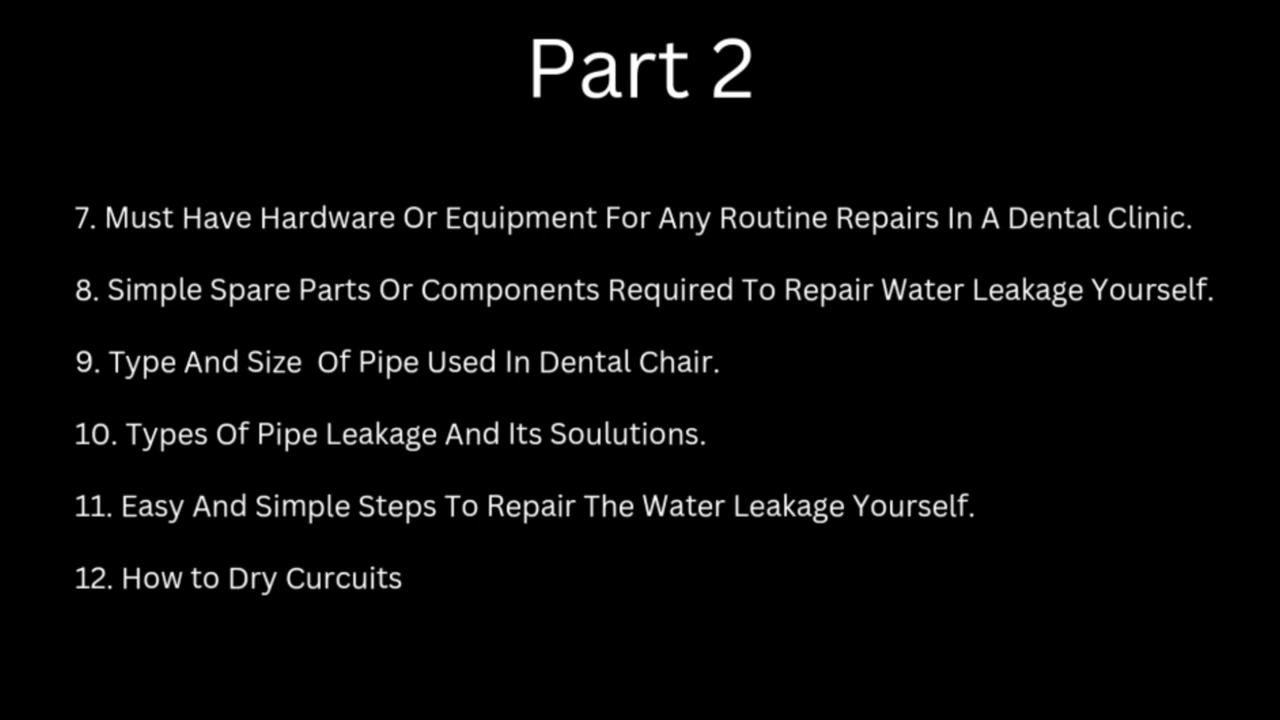 Part 2
7. Must Have Hardware Or Equipment For Any Routine Repairs In A Dental Clinic.
8. Simple Spare Parts Or Components Required To Repair Water Leakage Yourself.
9. Type And Size  Of Pipe Used In Dental Chair.
10. Types Of Pipe Leakage And Its Soulutions.
11. Easy And Simple Steps To Repair The Water Leakage Yourself.
12. How to Dry Curcuits